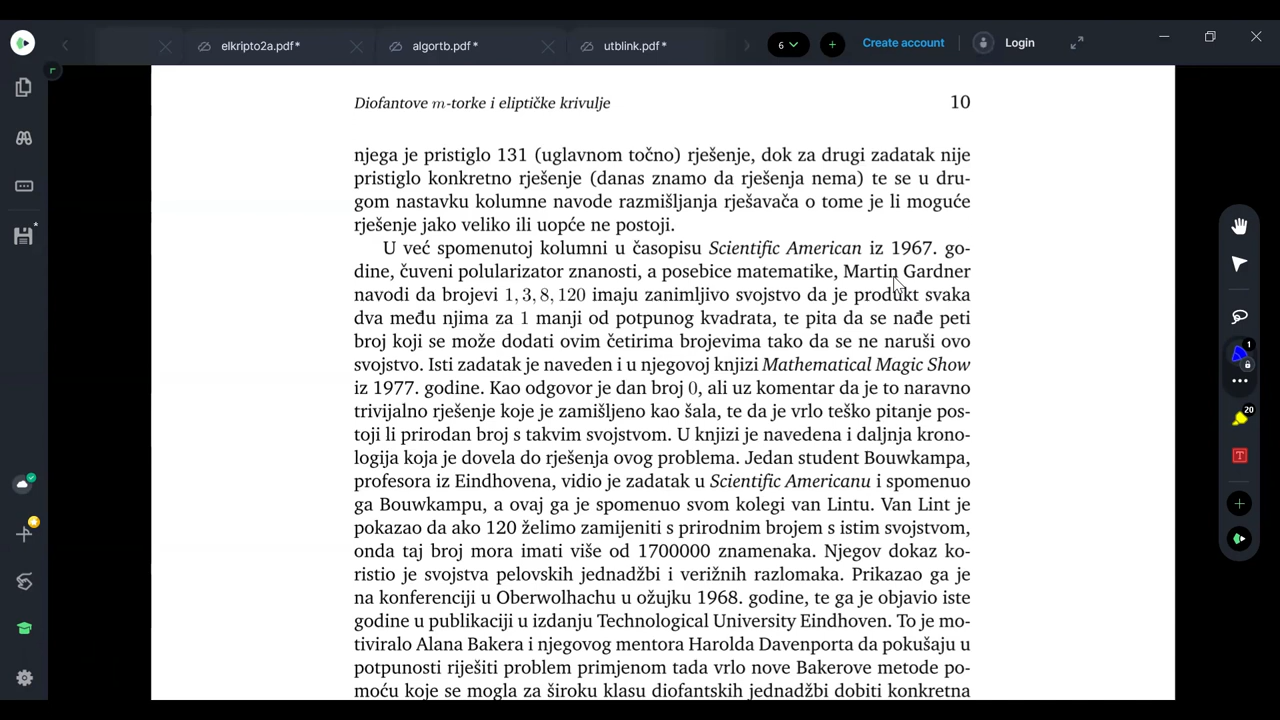 elkripto2a.pdf*
algortb.pdf*
utblink.pdf*
6
Create account
Login
Diofantove m-torke i eliptičke krivulje
10
njega je pristiglo 131 (uglavnom točno) rješenje, dok za drugi zadatak nije
pristiglo konkretno rješenje (danas znamo da rješenja nema) te se u dru-
gom nastavku kolumne navode razmišljanja rješavača o tome je li moguće
rješenje jako veliko ili uopće ne postoji.
U već spomenutoj kolumni u časopisu Scientific American iz 1967. go-
dine, čuveni polularizator znanosti, a posebice matematike, Martin Gardner
navodi da brojevi 1, 3, 8, 120 imaju zanimljivo svojstvo da je produkt svaka
dva među njima za 1 manji od potpunog kvadrata, te pita da se nađe peti
broj koji se može dodati ovim četirima brojevima tako da se ne naruši ovo
svojstvo. Isti zadatak je naveden i u njegovoj knjizi Mathematical Magic Show
iz 1977. godine. Kao odgovor je dan broj 0, ali uz komentar da je to naravno
trivijalno rješenje koje je zamišljeno kao šala, te da je vrlo teško pitanje pos-
toji li prirodan broj s takvim svojstvom. U knjizi je navedena i daljnja krono-
logija koja je dovela do rješenja ovog problema. Jedan student Bouwkampa,
profesora iz Eindhovena, vidio je zadatak u Scientific Americanu i spomenuo
ga Bouwkampu, a ovaj ga je spomenuo svom kolegi van Lintu. Van Lint je
pokazao da ako 120 želimo zamijeniti s prirodnim brojem s istim svojstvom,
onda taj broj mora imati više od 1700000 znamenaka. Njegov dokaz ko-
ristio je svojstva pelovskih jednadžbi i verižnih razlomaka. Prikazao ga je
na konferenciji u Oberwolhachu u ožujku 1968. godine, te ga je objavio iste
godine u publikaciji u izdanju Technological University Eindhoven. To je mo-
tiviralo Alana Bakera i njegovog mentora Harolda Davenporta da pokušaju u
potpunosti riješiti problem primjenom tada vrlo nove Bakerove metode po-
moću koje se mogla za široku klasu diofantskih jednadžbi dobiti konkretna
1
20
T